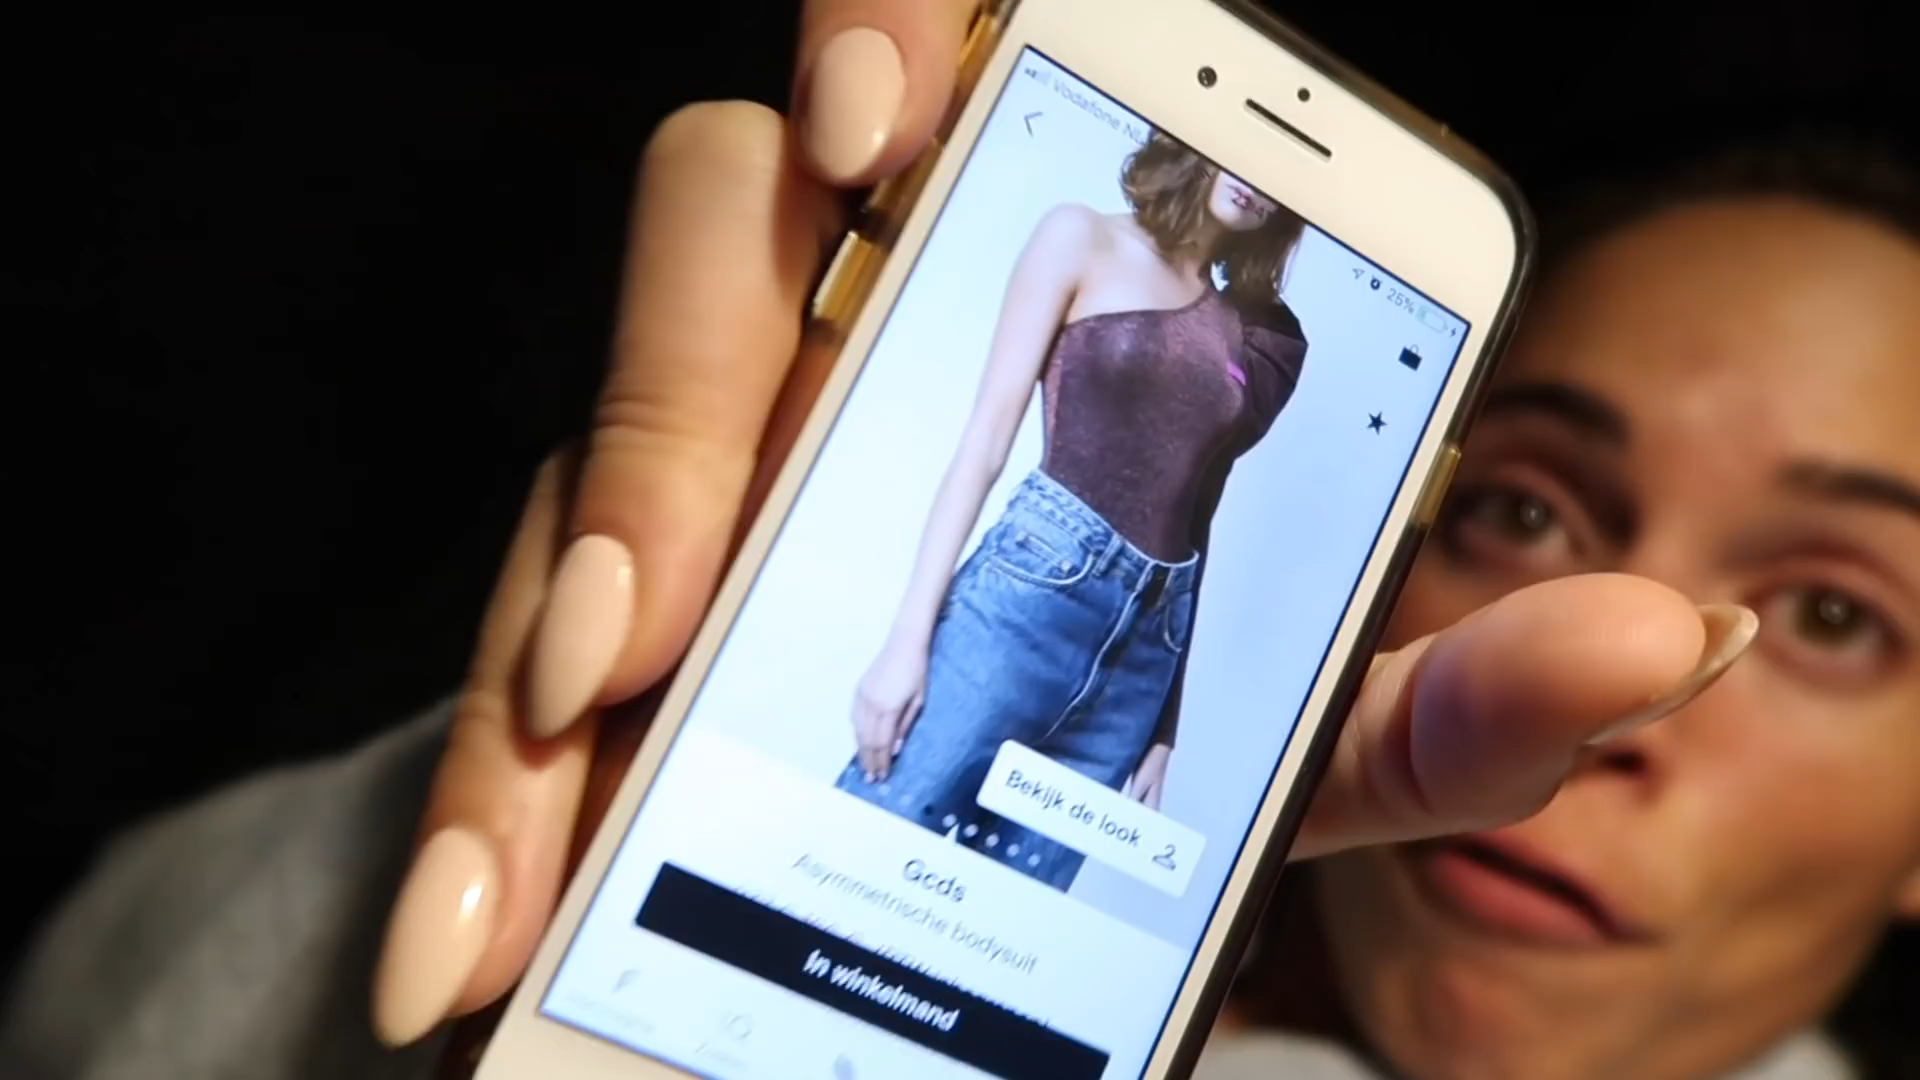 Vodafone NL
25%
Bekijk de look
Gcds
Asymmetrische bodysuit
In winkelmand